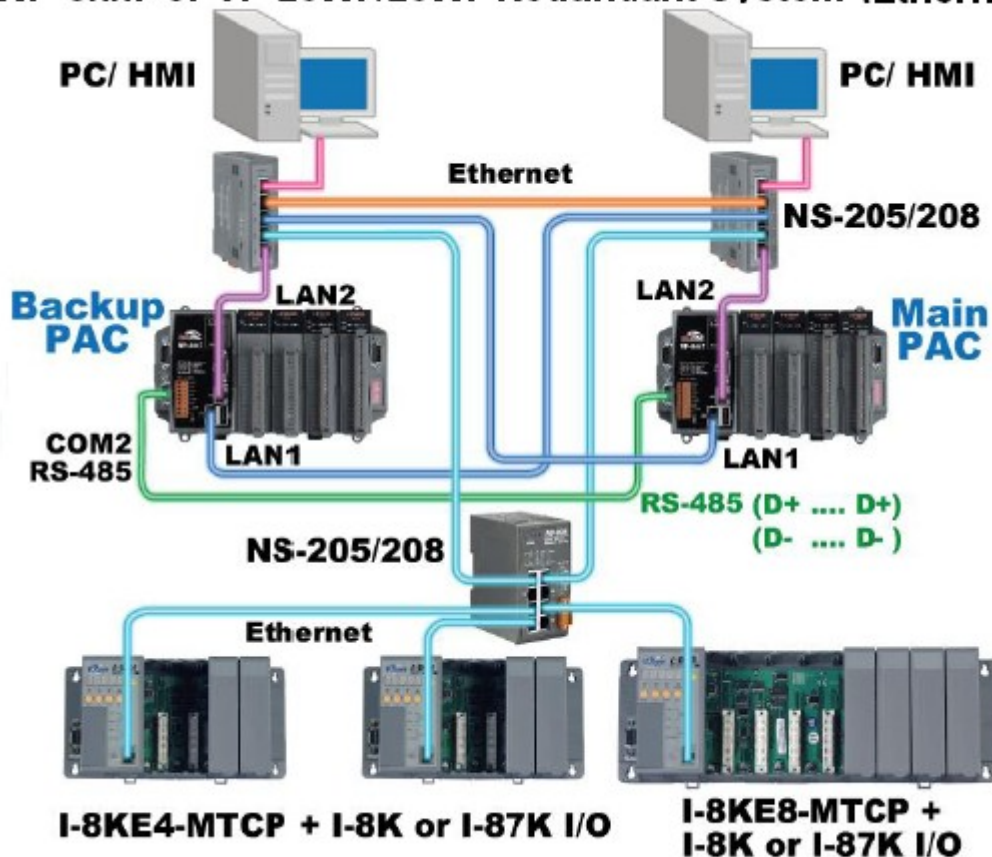 PC/ HMI
PC/ HMI
Ethernet
NS-205/208
Backup
PAC
LAN2
LAN2
Main
PAC
COM2
RS-485
LAN1
LAN1
RS-485 (D+ .... D+)
(D- .... D- )
NS-205/208
Ethernet
I-8KE4-MTCP + I-8K or I-87K I/O
I-8KE8-MTCP +
I-8K or I-87K I/O